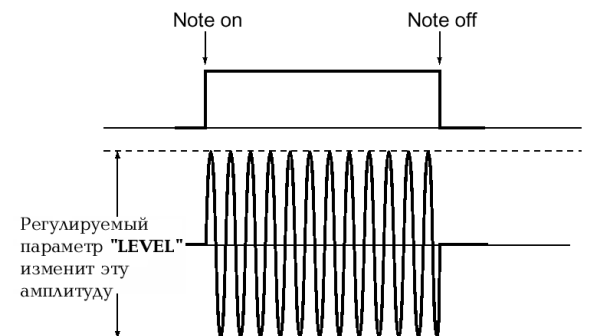 Note on Note off
Регулируемый
параметр "LEVEL"
изменит эту
амплитуду